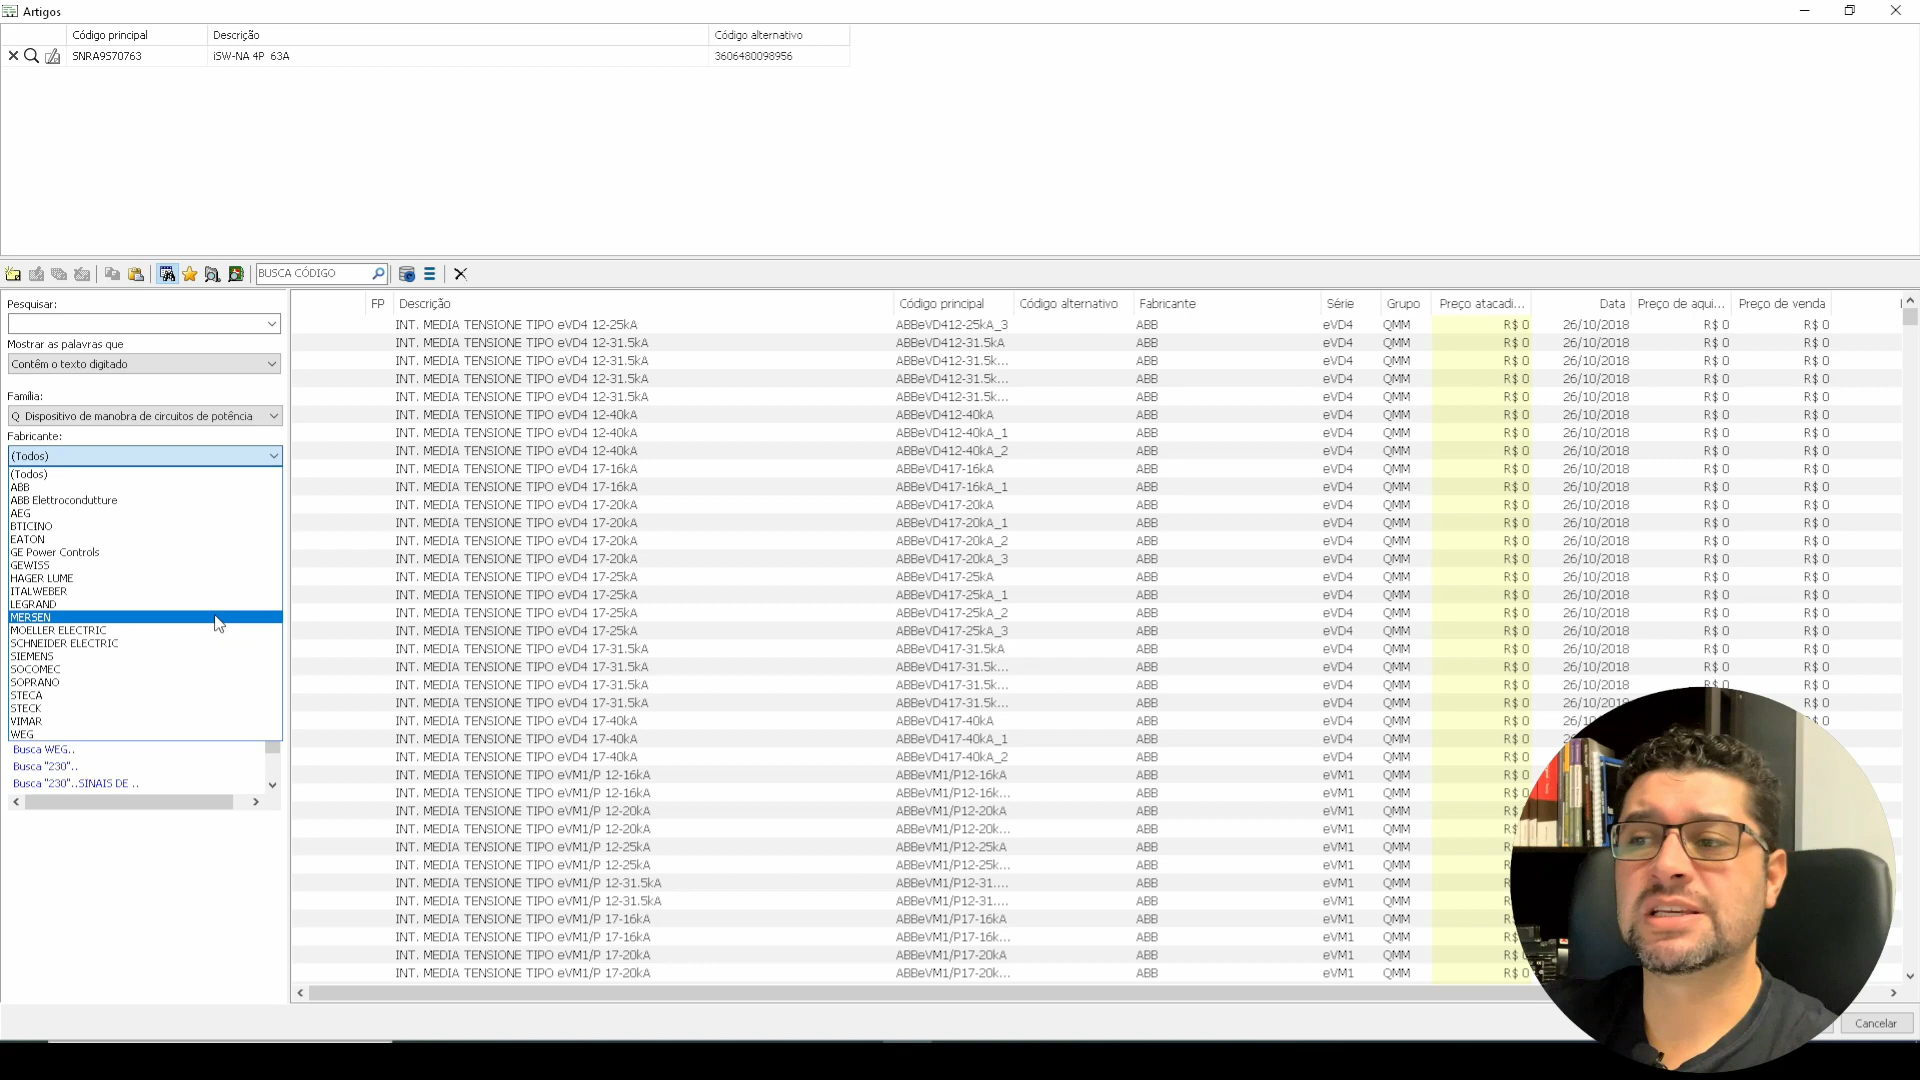 Artigos
Código principal Descrição Código alternativo
SNRA9S70763 iSW-NA 4P 63A 3606480098956
BUSCA CÓDIGO
Pesquisar:
Mostrar as palavras que
Contêm o texto digitado
Família:
Q Dispositivo de manobra de circuitos de potência
Fabricante:
(Todos)
(Todos)
ABB
ABB Elettrocondutture
AEG
BTICINO
EATON
GE Power Controls
GEWISS
HAGER LUME
ITALWEBER
LEGRAND
MERSEN
MOELLER ELECTRIC
SCHNEIDER ELECTRIC
SIEMENS
SOCOMEC
SOPRANO
STECA
STECK
VIMAR
WEG
Busca WEG..
Busca "230"..
Busca "230"..SINAIS DE ..
FP Descrição Código principal Código alternativo Fabricante Série Grupo Preço atacadi... Data Preço de aqui... Preço de venda
INT. MEDIA TENSIONE TIPO eVD4 12-25kA ABBeVD412-25kA_3 ABB eVD4 QMM R$ 0 26/10/2018 R$ 0 R$ 0
INT. MEDIA TENSIONE TIPO eVD4 12-31.5kA ABBeVD412-31.5kA ABB eVD4 QMM R$ 0 26/10/2018 R$ 0 R$ 0
INT. MEDIA TENSIONE TIPO eVD4 12-31.5kA ABBeVD412-31.5k... ABB eVD4 QMM R$ 0 26/10/2018 R$ 0 R$ 0
INT. MEDIA TENSIONE TIPO eVD4 12-31.5kA ABBeVD412-31.5k... ABB eVD4 QMM R$ 0 26/10/2018 R$ 0 R$ 0
INT. MEDIA TENSIONE TIPO eVD4 12-31.5kA ABBeVD412-31.5k... ABB eVD4 QMM R$ 0 26/10/2018 R$ 0 R$ 0
INT. MEDIA TENSIONE TIPO eVD4 12-40kA ABBeVD412-40kA ABB eVD4 QMM R$ 0 26/10/2018 R$ 0 R$ 0
INT. MEDIA TENSIONE TIPO eVD4 12-40kA ABBeVD412-40kA_1 ABB eVD4 QMM R$ 0 26/10/2018 R$ 0 R$ 0
INT. MEDIA TENSIONE TIPO eVD4 12-40kA ABBeVD412-40kA_2 ABB eVD4 QMM R$ 0 26/10/2018 R$ 0 R$ 0
INT. MEDIA TENSIONE TIPO eVD4 17-16kA ABBeVD417-16kA ABB eVD4 QMM R$ 0 26/10/2018 R$ 0 R$ 0
INT. MEDIA TENSIONE TIPO eVD4 17-16kA ABBeVD417-16kA_1 ABB eVD4 QMM R$ 0 26/10/2018 R$ 0 R$ 0
INT. MEDIA TENSIONE TIPO eVD4 17-20kA ABBeVD417-20kA ABB eVD4 QMM R$ 0 26/10/2018 R$ 0 R$ 0
INT. MEDIA TENSIONE TIPO eVD4 17-20kA ABBeVD417-20kA_1 ABB eVD4 QMM R$ 0 26/10/2018 R$ 0 R$ 0
INT. MEDIA TENSIONE TIPO eVD4 17-20kA ABBeVD417-20kA_2 ABB eVD4 QMM R$ 0 26/10/2018 R$ 0 R$ 0
INT. MEDIA TENSIONE TIPO eVD4 17-20kA ABBeVD417-20kA_3 ABB eVD4 QMM R$ 0 26/10/2018 R$ 0 R$ 0
INT. MEDIA TENSIONE TIPO eVD4 17-25kA ABBeVD417-25kA ABB eVD4 QMM R$ 0 26/10/2018 R$ 0 R$ 0
INT. MEDIA TENSIONE TIPO eVD4 17-25kA ABBeVD417-25kA_1 ABB eVD4 QMM R$ 0 26/10/2018 R$ 0 R$ 0
INT. MEDIA TENSIONE TIPO eVD4 17-25kA ABBeVD417-25kA_2 ABB eVD4 QMM R$ 0 26/10/2018 R$ 0 R$ 0
INT. MEDIA TENSIONE TIPO eVD4 17-25kA ABBeVD417-25kA_3 ABB eVD4 QMM R$ 0 26/10/2018 R$ 0 R$ 0
INT. MEDIA TENSIONE TIPO eVD4 17-31.5kA ABBeVD417-31.5kA ABB eVD4 QMM R$ 0 26/10/2018 R$ 0 R$ 0
INT. MEDIA TENSIONE TIPO eVD4 17-31.5kA ABBeVD417-31.5k... ABB eVD4 QMM R$ 0 26/10/2018 R$ 0 R$ 0
INT. MEDIA TENSIONE TIPO eVD4 17-31.5kA ABBeVD417-31.5k... ABB eVD4 QMM R$ 0 26/10/2018 R$ 0 R$ 0
INT. MEDIA TENSIONE TIPO eVD4 17-31.5kA ABBeVD417-31.5k... ABB eVD4 QMM R$ 0 26/10/2018 R$ 0
INT. MEDIA TENSIONE TIPO eVD4 17-40kA ABBeVD417-40kA ABB eVD4 QMM R$ 0 R$ 0
INT. MEDIA TENSIONE TIPO eVD4 17-40kA ABBeVD417-40kA_1 ABB eVD4 QMM R$ 0 R$ 0
INT. MEDIA TENSIONE TIPO eVD4 17-40kA ABBeVD417-40kA_2 ABB eVD4 QMM R$ 0 R$ 0
INT. MEDIA TENSIONE TIPO eVM1/P 12-16kA ABBeVM1/P12-16kA ABB eVM1 QMM R$ 0 R$ 0
INT. MEDIA TENSIONE TIPO eVM1/P 12-16kA ABBeVM1/P12-16k... ABB eVM1 QMM R$ R$ 0
INT. MEDIA TENSIONE TIPO eVM1/P 12-20kA ABBeVM1/P12-20kA ABB eVM1 QMM R$ 0
INT. MEDIA TENSIONE TIPO eVM1/P 12-20kA ABBeVM1/P12-20k... ABB eVM1 QMM R$ 0
INT. MEDIA TENSIONE TIPO eVM1/P 12-25kA ABBeVM1/P12-25kA ABB eVM1 QMM
INT. MEDIA TENSIONE TIPO eVM1/P 12-25kA ABBeVM1/P12-25k... ABB eVM1 QMM
INT. MEDIA TENSIONE TIPO eVM1/P 12-31.5kA ABBeVM1/P12-31.... ABB eVM1 QMM
INT. MEDIA TENSIONE TIPO eVM1/P 12-31.5kA ABBeVM1/P12-31.... ABB eVM1 QMM
INT. MEDIA TENSIONE TIPO eVM1/P 17-16kA ABBeVM1/P17-16kA ABB eVM1 QMM
INT. MEDIA TENSIONE TIPO eVM1/P 17-16kA ABBeVM1/P17-16k... ABB eVM1 QMM R$
INT. MEDIA TENSIONE TIPO eVM1/P 17-20kA ABBeVM1/P17-20kA ABB eVM1 QMM R$
INT. MEDIA TENSIONE TIPO eVM1/P 17-20kA ABBeVM1/P17-20k... ABB eVM1 QMM R$ 0
Cancelar